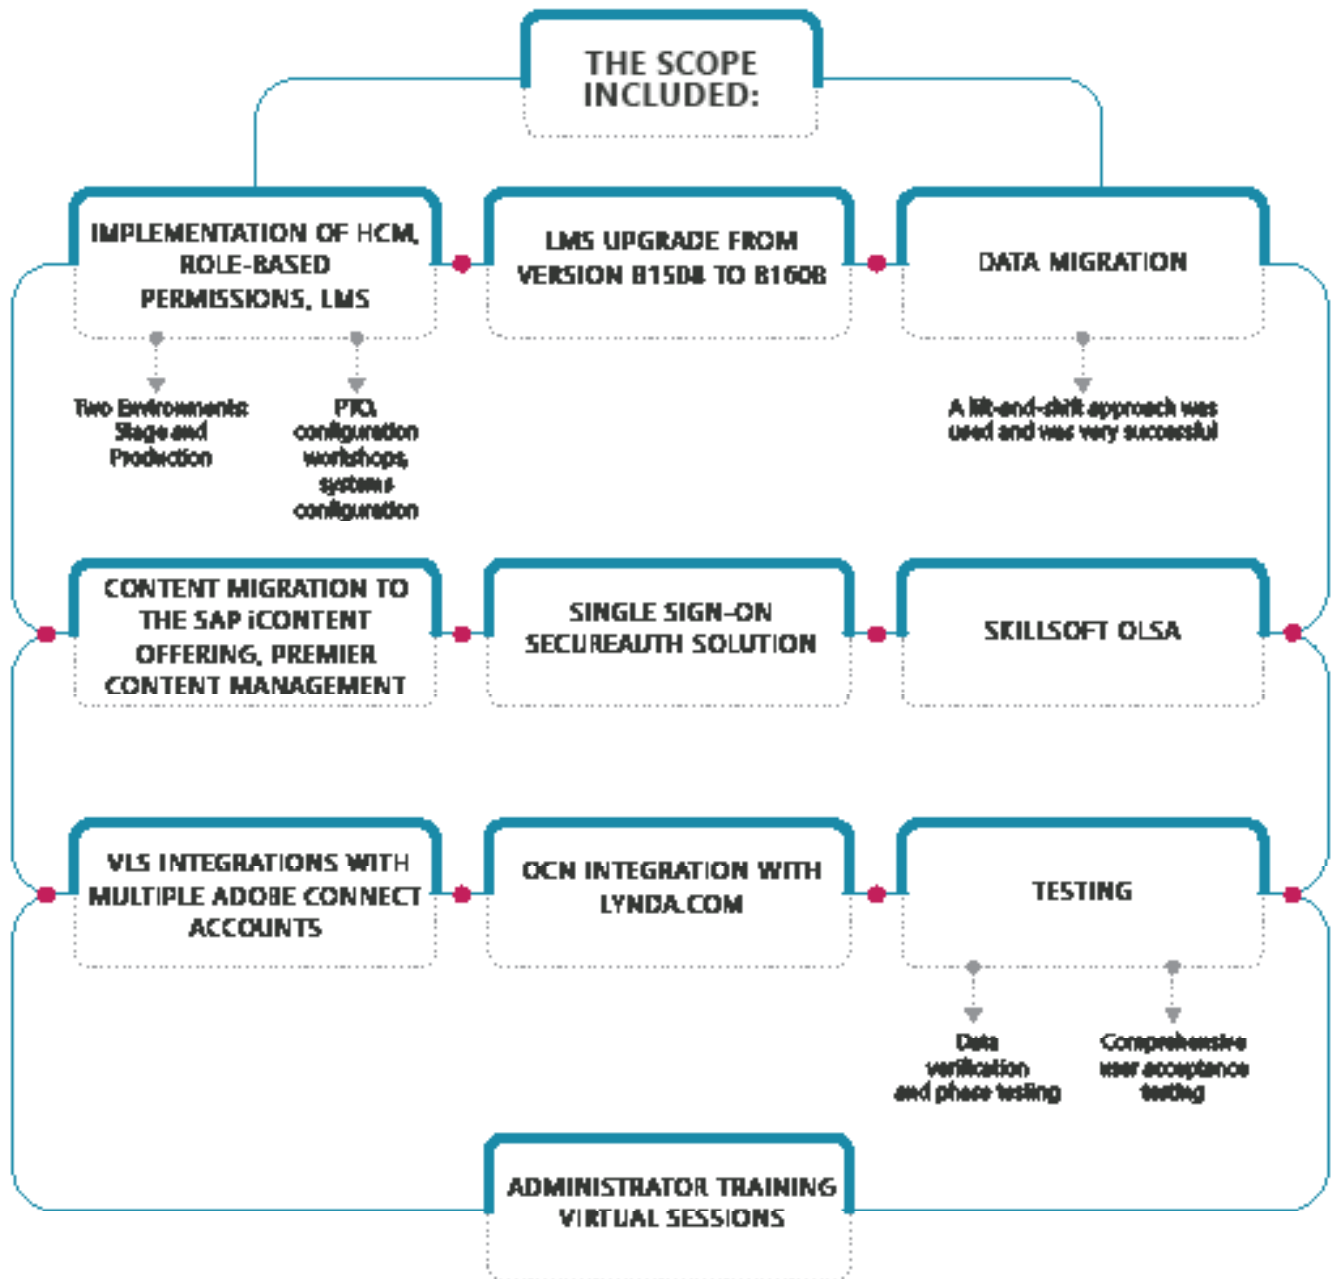 THE SCOPE
INCLUDED:
IMPLEMENTATION OF HCM,
ROLE-BASED
PERMISSIONS, LMS
LMS UPGRADE FROM
VERSION B1508 TO B1608
DATA MIGRATION
Two Environments:
Stage and
Production
PTO,
configuration
workshops,
systems
configuration
A lift-and-shift approach was
used and was very successful
CONTENT MIGRATION TO
THE SAP iCONTENT
OFFERING, PREMIER
CONTENT MANAGEMENT
SINGLE SIGN-ON
SECUREAUTH SOLUTION
SKILLSOFT OLSA
VLS INTEGRATIONS WITH
MULTIPLE ADOBE CONNECT
ACCOUNTS
OCN INTEGRATION WITH
LYNDA.COM
TESTING
Data
verification
and phase testing
Comprehensive
user acceptance
testing
ADMINISTRATOR TRAINING
VIRTUAL SESSIONS